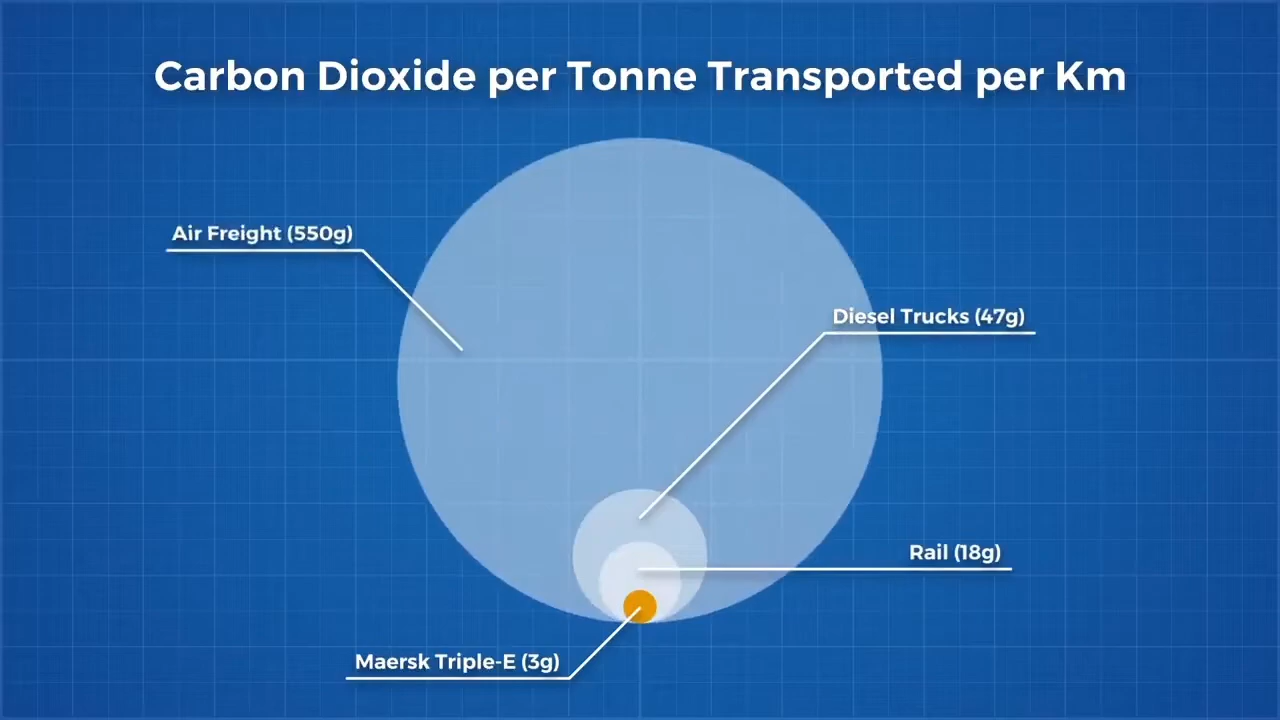 Carbon Dioxide per Tonne Transported per Km
Air Freight (550g)
Diesel Trucks (47g)
Rail (18g)
Maersk Triple-E (3g)